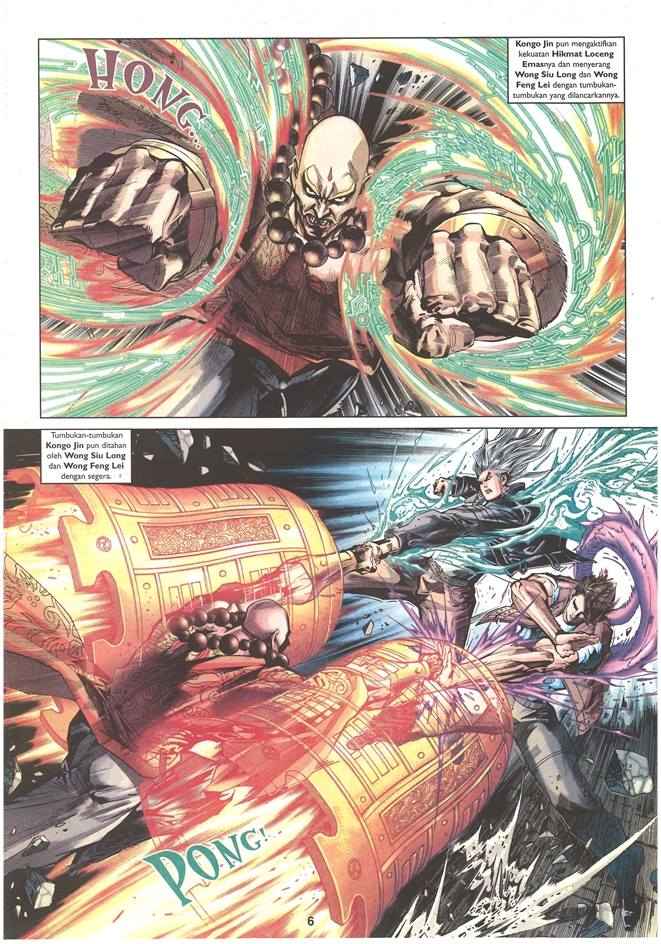 Kongo Jin pun mengaktifkan
kekuatan Hikmat Loceng
Emasnya dan menyerang
Wong Siu Long dan Wong
Feng Lei dengan tumbukan-
tumbukan yang dilancarkannya.
HONG...
Tumbukan-tumbukan
Kongo Jin pun ditahan
oleh Wong Siu Long
dan Wong Feng Lei
dengan segera.
PONG!
6